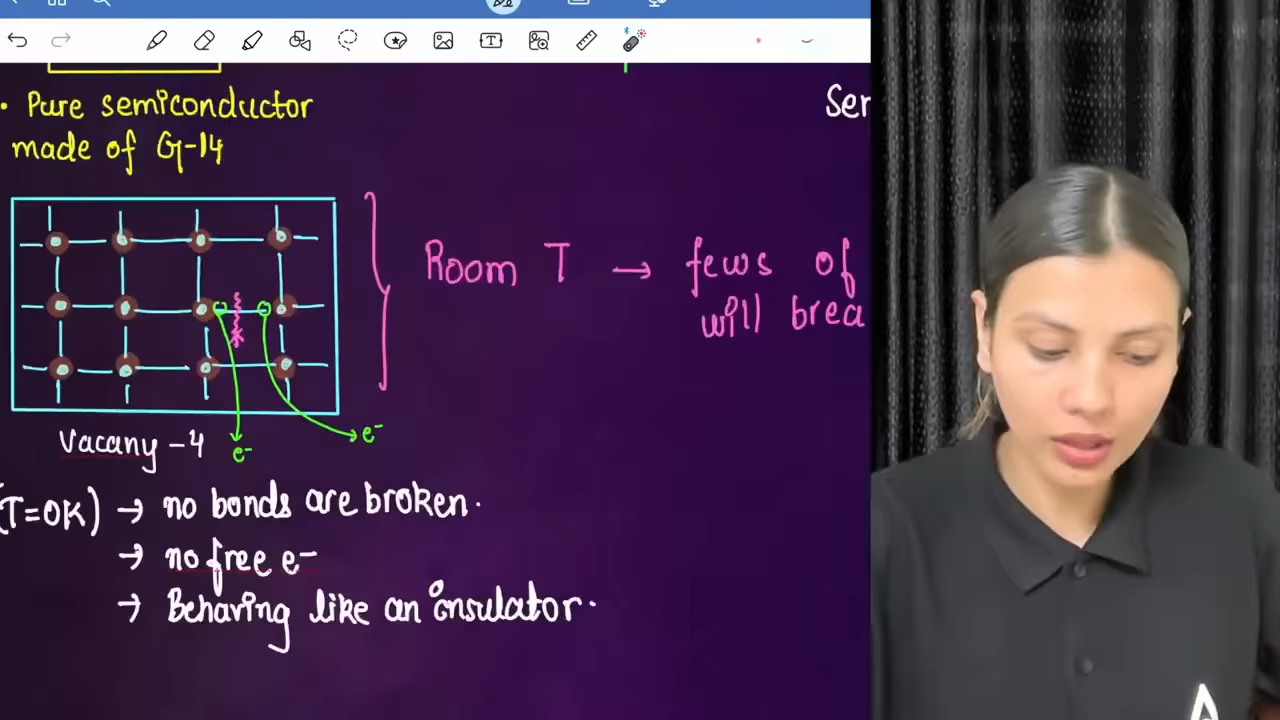 • Pure semiconductor
made of G-14
Ser
Room T → fews of
will brea
e-
e-
Vacany - 4
(T=0K) → no bonds are broken.
→ no free e-
→ Behaving like an insulator.